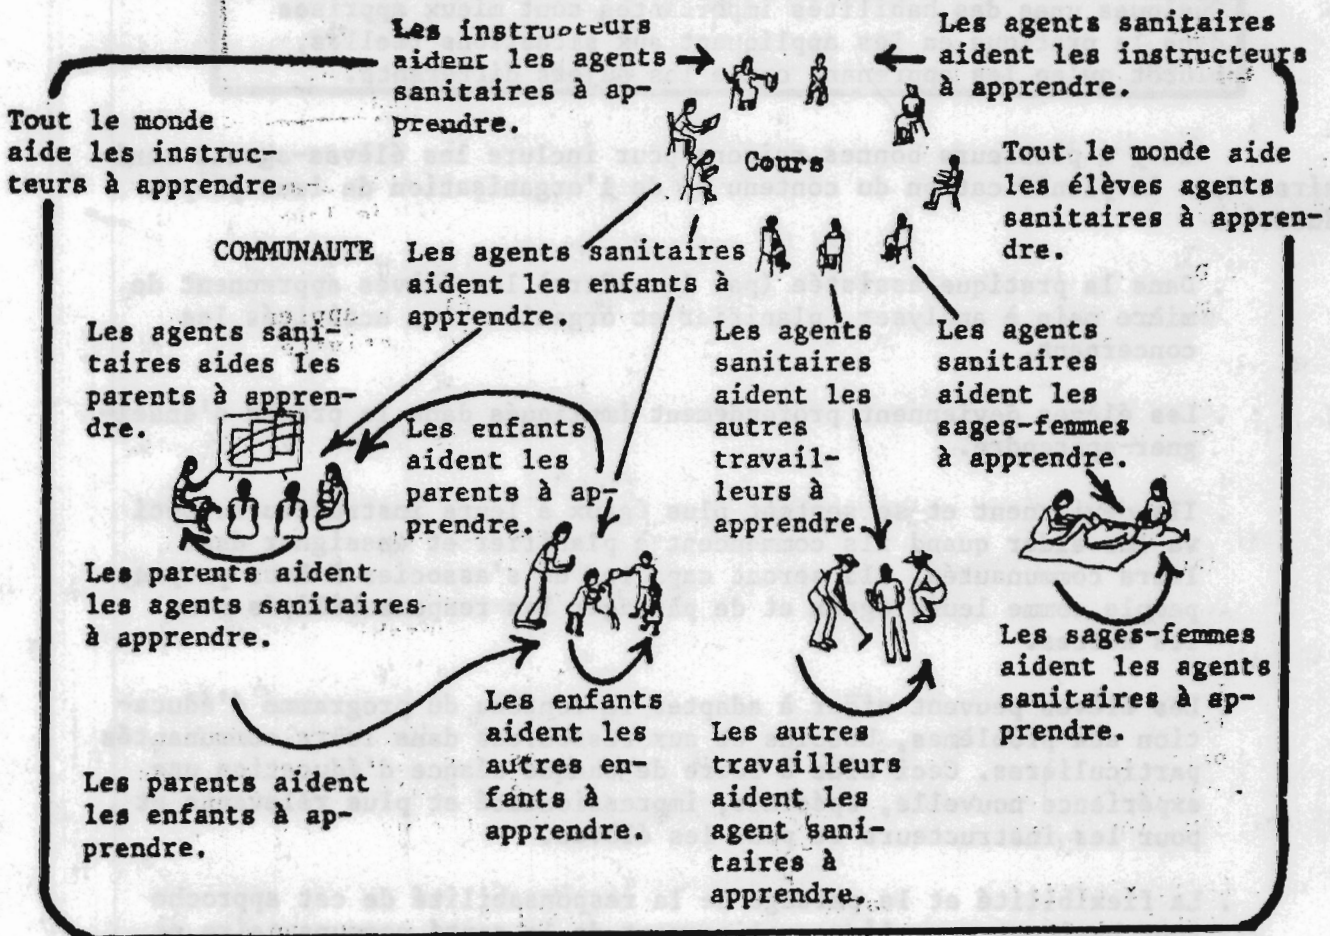 Les instructeurs
aident les agents
sanitaires à ap-
prendre.
Les agents sanitaires
aident les instructeurs
à apprendre.
Tout le monde
aide les instruc-
teurs à apprendre.
Cours
Tout le monde aide
les élèves agents
sanitaires à appren-
dre.
COMMUNAUTE
Les agents sanitaires
aident les enfants à
apprendre.
Les agents sani-
taires aides les
parents à appren-
dre.
Les enfants
aident les
parents à ap-
prendre.
Les agents
sanitaires
aident les
autres
travail-
leurs à
apprendre.
Les agents
sanitaires
aident les
sages-femmes
à apprendre.
Les parents aident
les agents sanitaires
à apprendre.
Les sages-femmes
aident les agents
sanitaires à ap-
prendre.
Les parents aident
les enfants à ap-
prendre.
Les enfants
aident les
autres en-
fants à
apprendre.
Les autres
travailleurs
aident les
agent sani-
taires à
apprendre.